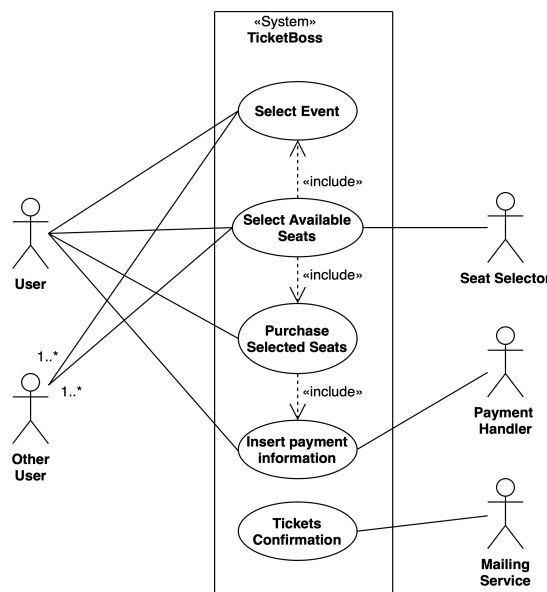 «System»
TicketBoss
Select Event
«include»
Select Available
Seats
User
Seat Selector
«include»
Purchase
Selected Seats
1..*
1..*
«include»
Other
User
Payment
Handler
Insert payment
information
Tickets
Confirmation
Mailing
Service